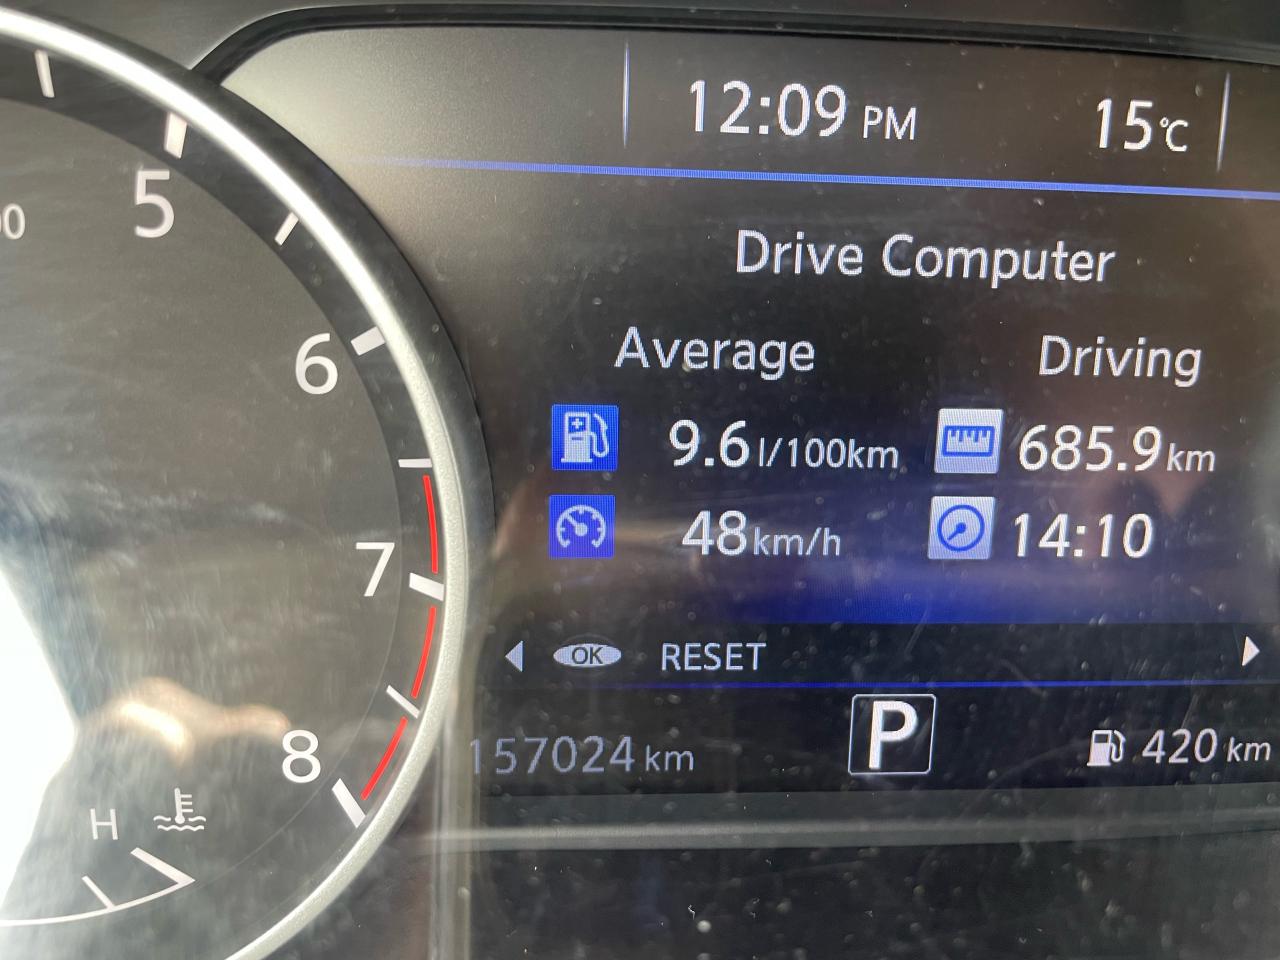 12:09 PM 15°C
Drive Computer
Average Driving
9.6 l/100km 685.9 km
48 km/h 14:10
OK RESET
157024 km P 420 km
5
6
7
8
H